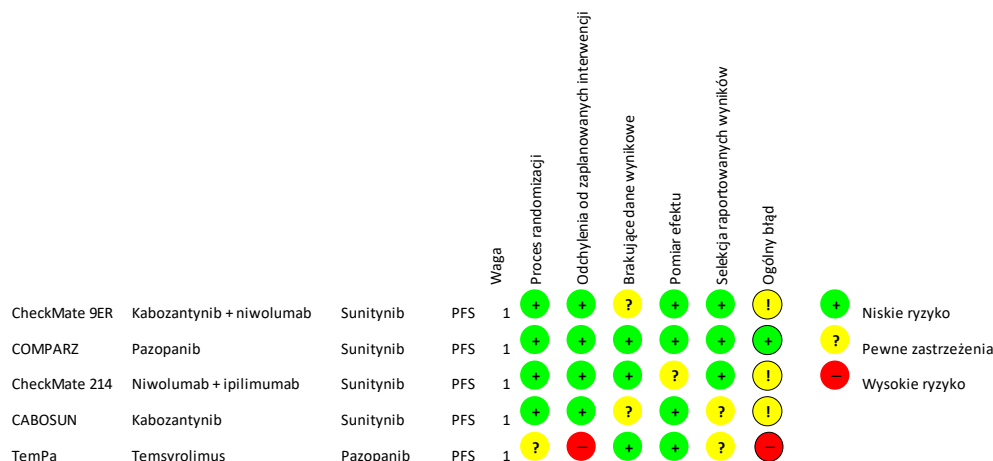 Waga
Proces randomizacji
Odchylenia od zaplanowanych interwencji
Brakujące dane wynikowe
Pomiar efektu
Selekcja raportowanych wyników
Ogólny błąd
CheckMate 9ER Kabozantynib + niwolumab Sunitynib PFS 1 + + ? + + ! + Niskie ryzyko
COMPARZ Pazopanib Sunitynib PFS 1 + + + + + + ? Pewne zastrzeżenia
CheckMate 214 Niwolumab + ipilimumab Sunitynib PFS 1 + + + ? + ! − Wysokie ryzyko
CABOSUN Kabozantynib Sunitynib PFS 1 + + ? + ? !
TemPa Temsyrolimus Pazopanib PFS 1 ? − + + ? −